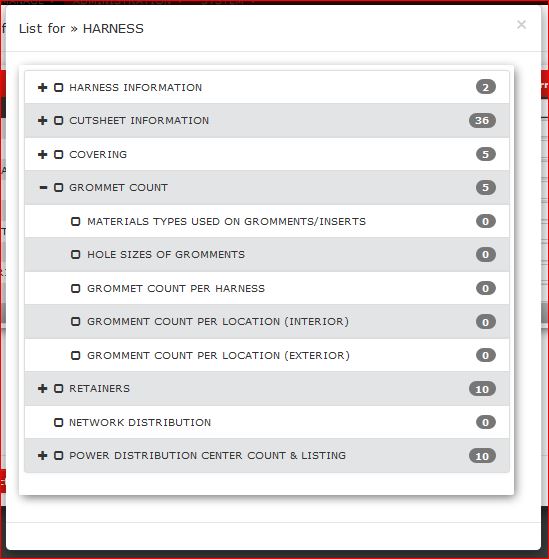 List for » HARNESS ×
HARNESS INFORMATION 2
CUTSHEET INFORMATION 36
COVERING 5
GROMMET COUNT 5
MATERIALS TYPES USED ON GROMMENTS/INSERTS 0
HOLE SIZES OF GROMMENTS 0
GROMMET COUNT PER HARNESS 0
GROMMENT COUNT PER LOCATION (INTERIOR) 0
GROMMENT COUNT PER LOCATION (EXTERIOR) 0
RETAINERS 10
NETWORK DISTRIBUTION 0
POWER DISTRIBUTION CENTER COUNT & LISTING 10